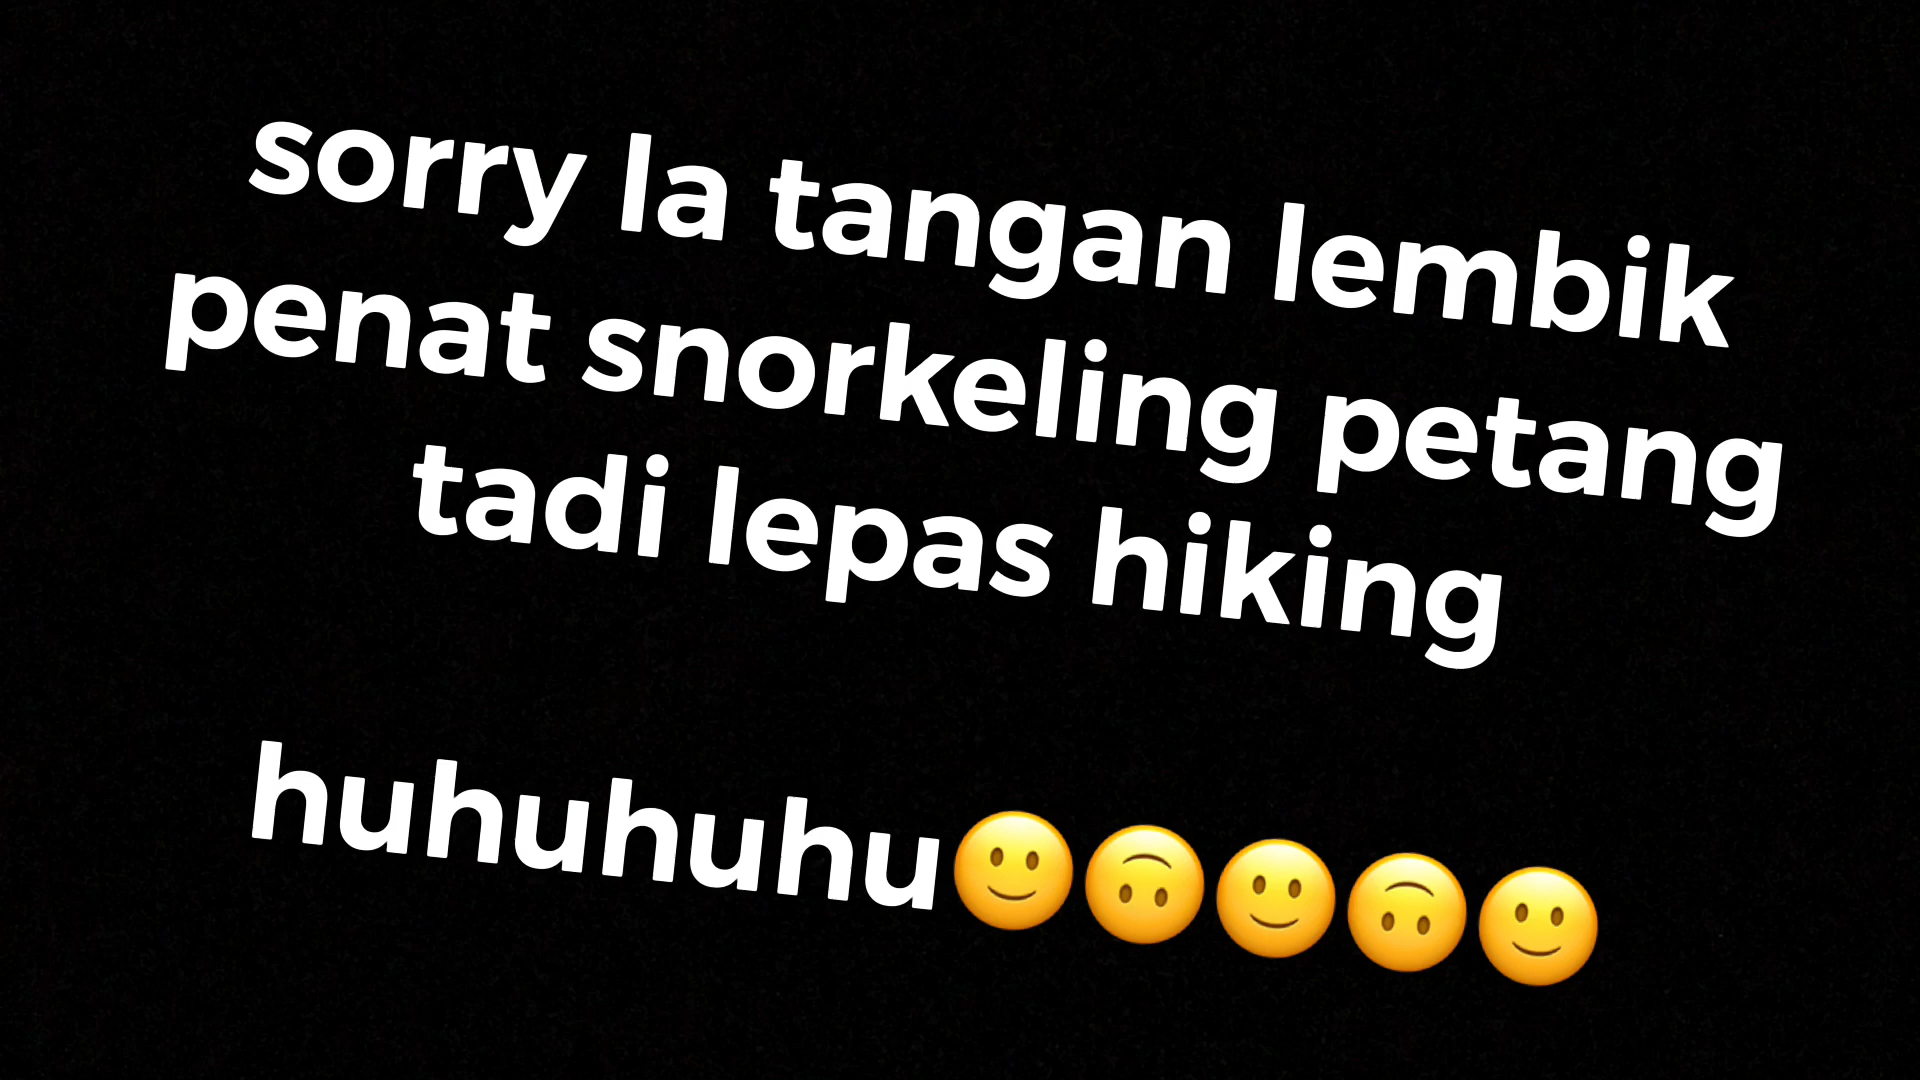 sorry la tangan lembik
penat snorkeling petang
tadi lepas hiking
huhuhuhu🙂🙃🙂🙃🙂